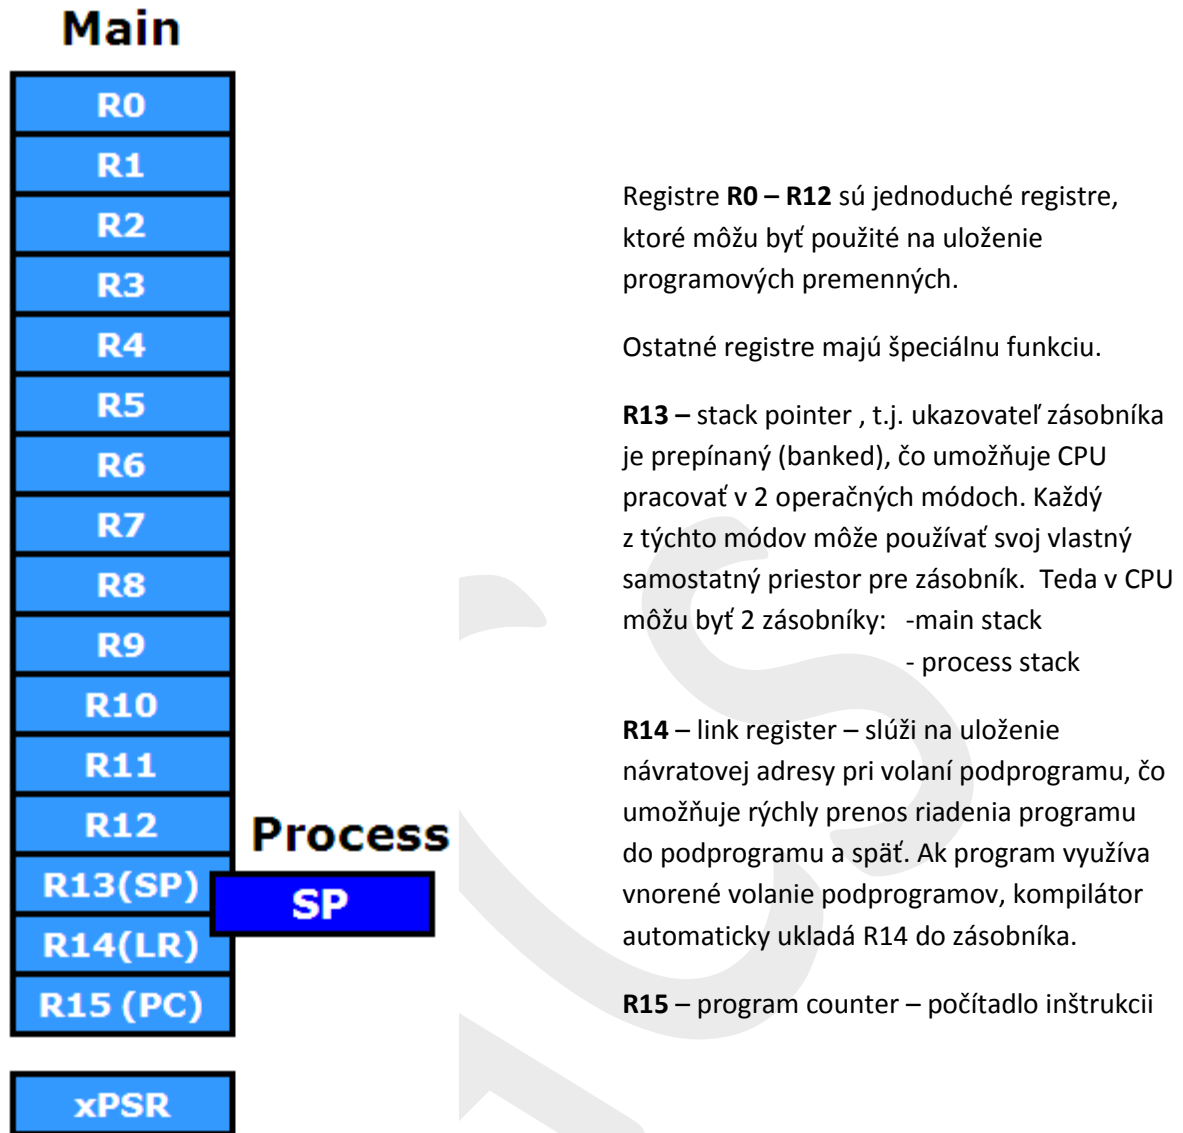 Main
R0
R1
R2
R3
R4
R5
R6
R7
R8
R9
R10
R11
R12
R13(SP)
R14(LR)
R15 (PC)
xPSR
Process
SP
Registre R0 – R12 sú jednoduché registre,
ktoré môžu byť použité na uloženie
programových premenných.
Ostatné registre majú špeciálnu funkciu.
R13 – stack pointer , t.j. ukazovateľ zásobníka
je prepínaný (banked), čo umožňuje CPU
pracovať v 2 operačných módoch. Každý
z týchto módov môže používať svoj vlastný
samostatný priestor pre zásobník.  Teda v CPU
môžu byť 2 zásobníky:   -main stack
- process stack
R14 – link register – slúži na uloženie
návratovej adresy pri volaní podprogramu, čo
umožňuje rýchly prenos riadenia programu
do podprogramu a späť. Ak program využíva
vnorené volanie podprogramov, kompilátor
automaticky ukladá R14 do zásobníka.
R15 – program counter – počítadlo inštrukcii